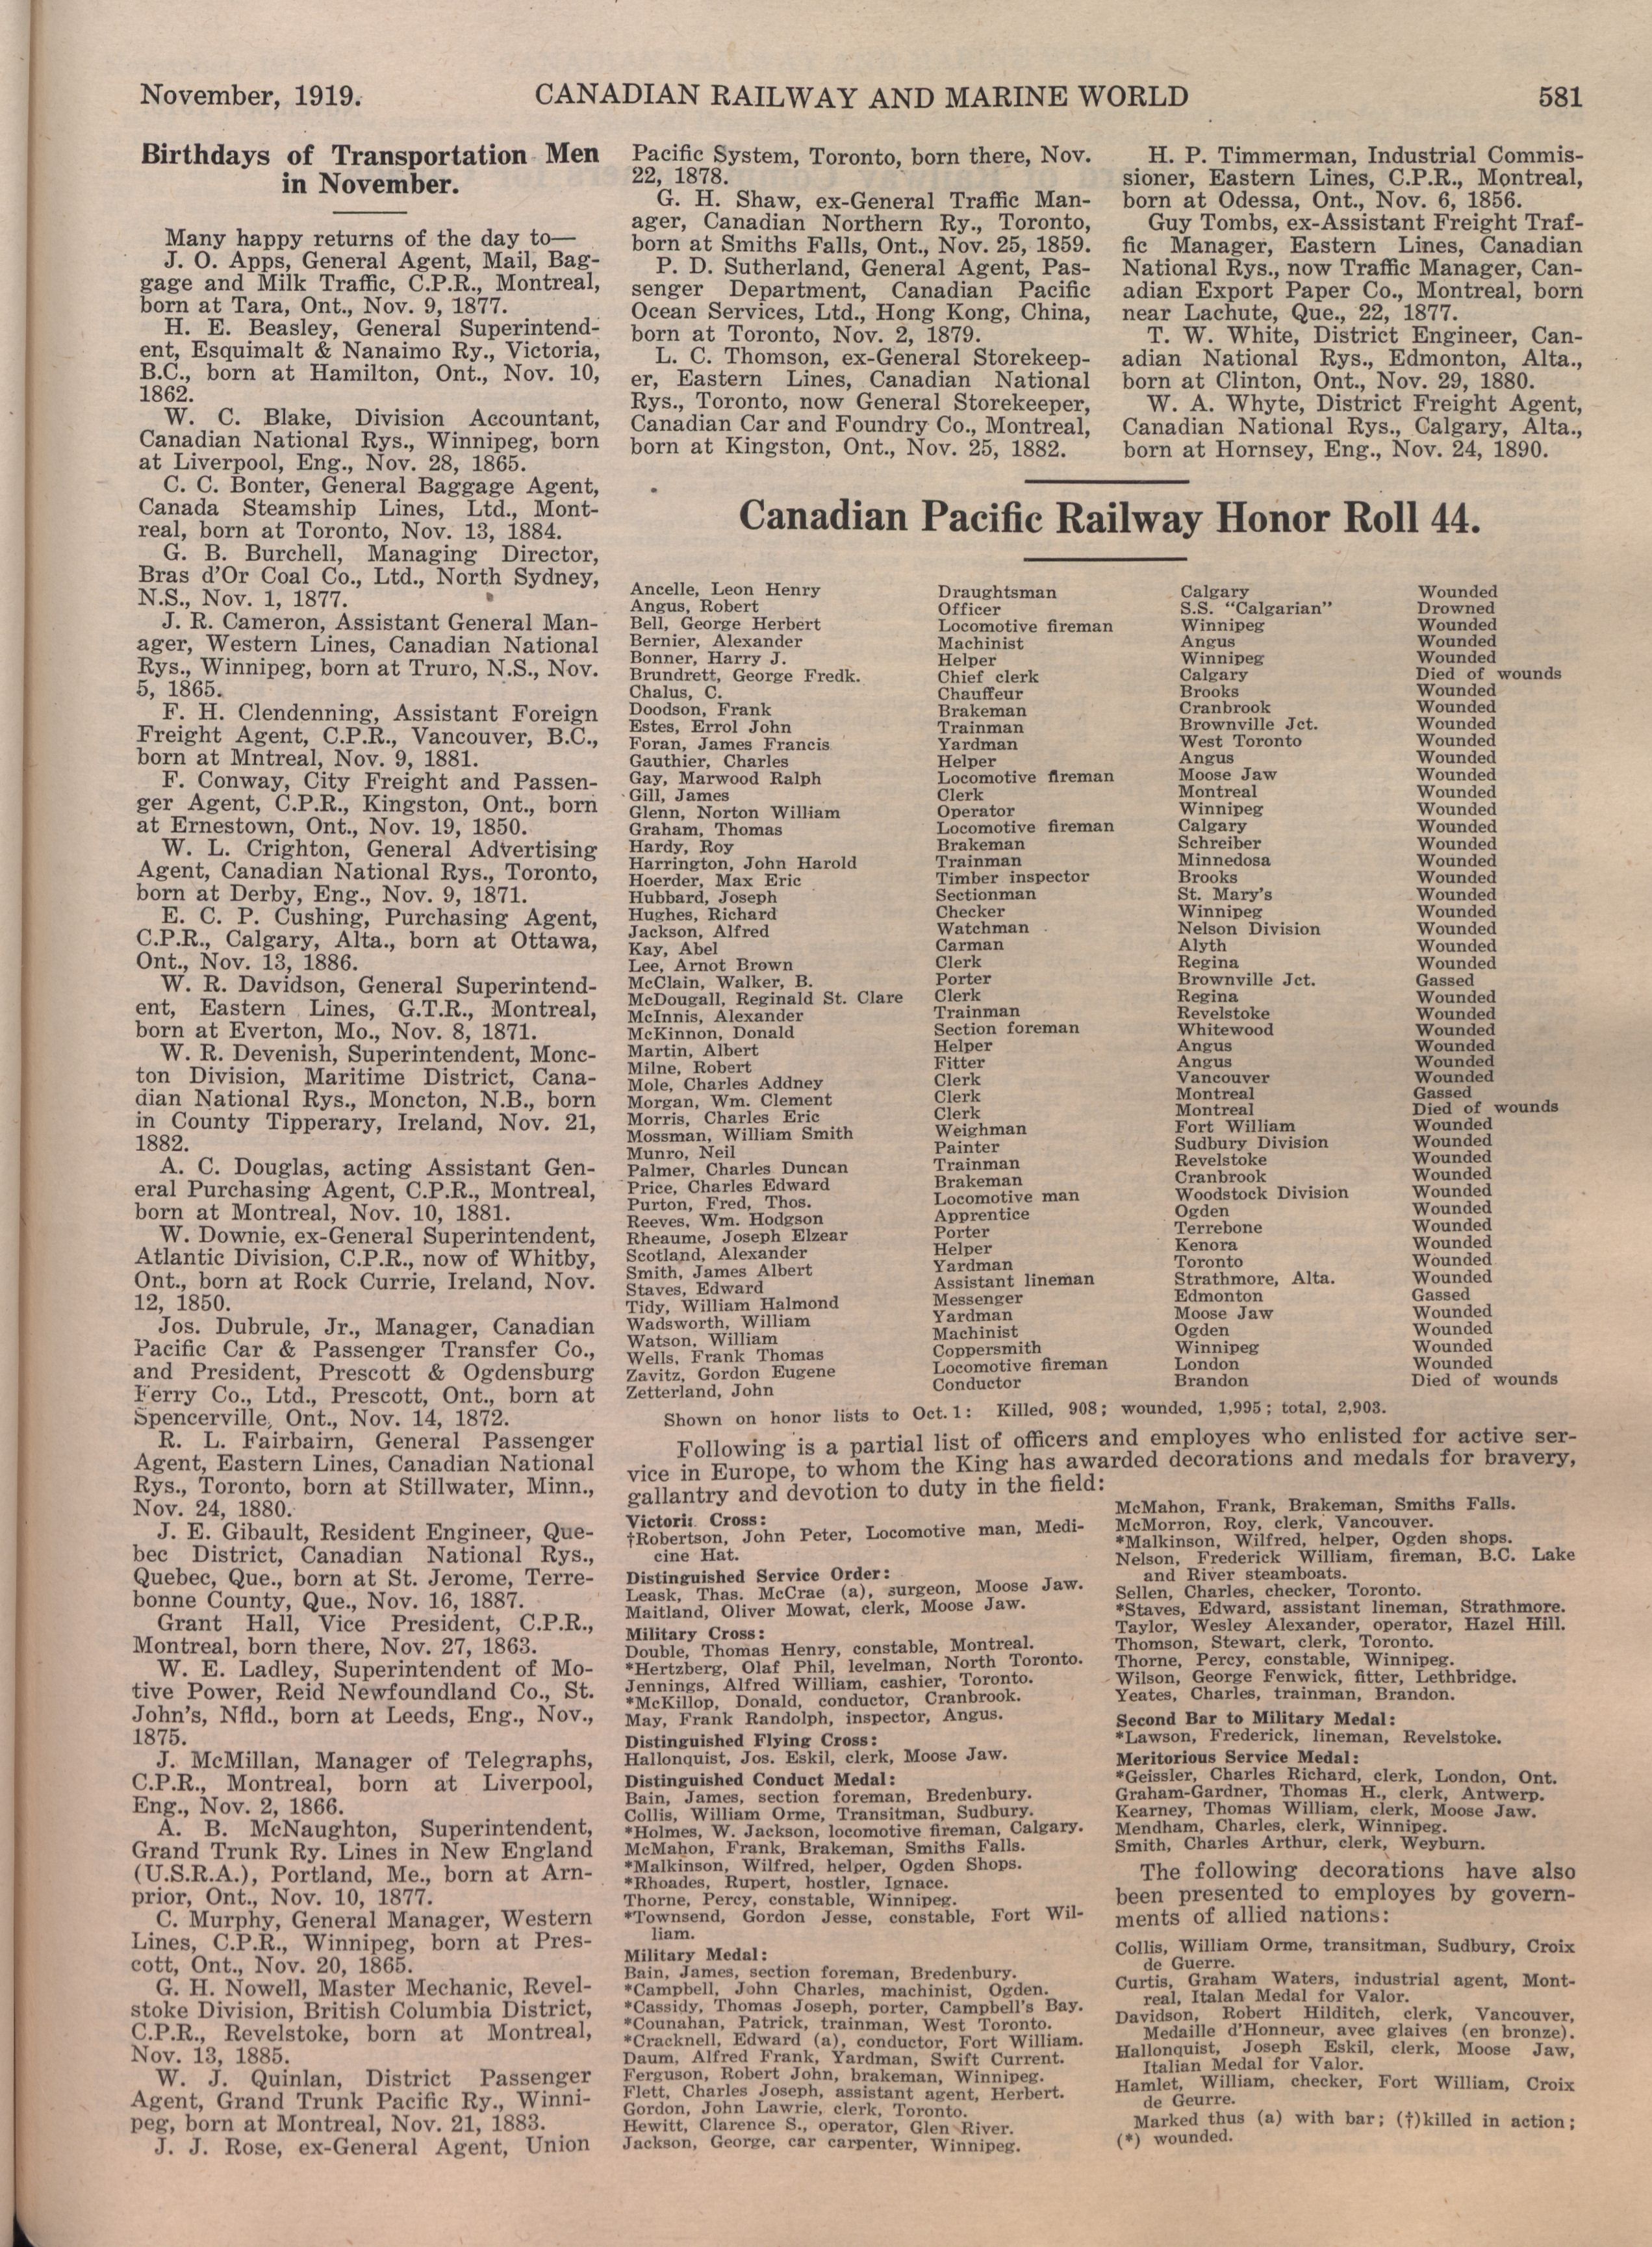 November, 1919.
CANADIAN RAILWAY AND MARINE WORLD
581
Birthdays of Transportation Men
in November.
Many happy returns of the day to—
J. O. Apps, General Agent, Mail, Bag-
gage and Milk Traffic, C.P.R., Montreal,
born at Tara, Ont., Nov. 9, 1877.
H. E. Beasley, General Superintend-
ent, Esquimalt & Nanaimo Ry., Victoria,
B.C., born at Hamilton, Ont., Nov. 10,
1862.
W. C. Blake, Division Accountant,
Canadian National Rys., Winnipeg, born
at Liverpool, Eng., Nov. 28, 1865.
C. C. Bonter, General Baggage Agent,
Canada Steamship Lines, Ltd., Mont-
real, born at Toronto, Nov. 13, 1884.
G. B. Burchell, Managing Director,
Bras d'Or Coal Co., Ltd., North Sydney,
N.S., Nov. 1, 1877.
J. R. Cameron, Assistant General Man-
ager, Western Lines, Canadian National
Rys., Winnipeg, born at Truro, N.S., Nov.
5, 1865.
F. H. Clendenning, Assistant Foreign
Freight Agent, C.P.R., Vancouver, B.C.,
born at Mntreal, Nov. 9, 1881.
F. Conway, City Freight and Passen-
ger Agent, C.P.R., Kingston, Ont., born
at Ernestown, Ont., Nov. 19, 1850.
W. L. Crighton, General Advertising
Agent, Canadian National Rys., Toronto,
born at Derby, Eng., Nov. 9, 1871.
E. C. P. Cushing, Purchasing Agent,
C.P.R., Calgary, Alta., born at Ottawa,
Ont., Nov. 13, 1886.
W. R. Davidson, General Superintend-
ent, Eastern Lines, G.T.R., Montreal,
born at Everton, Mo., Nov. 8, 1871.
W. R. Devenish, Superintendent, Monc-
ton Division, Maritime District, Cana-
dian National Rys., Moncton, N.B., born
in County Tipperary, Ireland, Nov. 21,
1882.
A. C. Douglas, acting Assistant Gen-
eral Purchasing Agent, C.P.R., Montreal,
born at Montreal, Nov. 10, 1881.
W. Downie, ex-General Superintendent,
Atlantic Division, C.P.R., now of Whitby,
Ont., born at Rock Currie, Ireland, Nov.
12, 1850.
Jos. Dubrule, Jr., Manager, Canadian
Pacific Car & Passenger Transfer Co.,
and President, Prescott & Ogdensburg
Ferry Co., Ltd., Prescott, Ont., born at
Spencerville, Ont., Nov. 14, 1872.
R. L. Fairbairn, General Passenger
Agent, Eastern Lines, Canadian National
Rys., Toronto, born at Stillwater, Minn.,
Nov. 24, 1880.
J. E. Gibault, Resident Engineer, Que-
bec District, Canadian National Rys.,
Quebec, Que., born at St. Jerome, Terre-
bonne County, Que., Nov. 16, 1887.
Grant Hall, Vice President, C.P.R.,
Montreal, born there, Nov. 27, 1863.
W. E. Ladley, Superintendent of Mo-
tive Power, Reid Newfoundland Co., St.
John's, Nfld., born at Leeds, Eng., Nov.,
1875.
J. McMillan, Manager of Telegraphs,
C.P.R., Montreal, born at Liverpool,
Eng., Nov. 2, 1866.
A. B. McNaughton, Superintendent,
Grand Trunk Ry. Lines in New England
(U.S.R.A.), Portland, Me., born at Arn-
prior, Ont., Nov. 10, 1877.
C. Murphy, General Manager, Western
Lines, C.P.R., Winnipeg, born at Pres-
cott, Ont., Nov. 20, 1865.
G. H. Nowell, Master Mechanic, Revel-
stoke Division, British Columbia District,
C.P.R., Revelstoke, born at Montreal,
Nov. 13, 1885.
W. J. Quinlan, District Passenger
Agent, Grand Trunk Pacific Ry., Winni-
peg, born at Montreal, Nov. 21, 1883.
J. J. Rose, ex-General Agent, Union
Pacific System, Toronto, born there, Nov.
22, 1878.
G. H. Shaw, ex-General Traffic Man-
ager, Canadian Northern Ry., Toronto,
born at Smiths Falls, Ont., Nov. 25, 1859.
P. D. Sutherland, General Agent, Pas-
senger Department, Canadian Pacific
Ocean Services, Ltd., Hong Kong, China,
born at Toronto, Nov. 2, 1879.
L. C. Thomson, ex-General Storekeep-
er, Eastern Lines, Canadian National
Rys., Toronto, now General Storekeeper,
Canadian Car and Foundry Co., Montreal,
born at Kingston, Ont., Nov. 25, 1882.
H. P. Timmerman, Industrial Commis-
sioner, Eastern Lines, C.P.R., Montreal,
born at Odessa, Ont., Nov. 6, 1856.
Guy Tombs, ex-Assistant Freight Traf-
fic Manager, Eastern Lines, Canadian
National Rys., now Traffic Manager, Can-
adian Export Paper Co., Montreal, born
near Lachute, Que., 22, 1877.
T. W. White, District Engineer, Can-
adian National Rys., Edmonton, Alta.,
born at Clinton, Ont., Nov. 29, 1880.
W. A. Whyte, District Freight Agent,
Canadian National Rys., Calgary, Alta.,
born at Hornsey, Eng., Nov. 24, 1890.
Canadian Pacific Railway Honor Roll 44.
Ancelle, Leon Henry Draughtsman Calgary Wounded
Angus, Robert Officer S.S. "Calgarian" Drowned
Bell, George Herbert Locomotive fireman Winnipeg Wounded
Bernier, Alexander Machinist Angus Wounded
Bonner, Harry J. Helper Winnipeg Wounded
Brundrett, George Fredk. Chief clerk Calgary Died of wounds
Chalus, C. Chauffeur Brooks Wounded
Doodson, Frank Brakeman Cranbrook Wounded
Estes, Errol John Trainman Brownville Jct. Wounded
Foran, James Francis Yardman West Toronto Wounded
Gauthier, Charles Helper Angus Wounded
Gay, Marwood Ralph Locomotive fireman Moose Jaw Wounded
Gill, James Clerk Montreal Wounded
Glenn, Norton William Operator Winnipeg Wounded
Graham, Thomas Locomotive fireman Calgary Wounded
Hardy, Roy Brakeman Schreiber Wounded
Harrington, John Harold Trainman Minnedosa Wounded
Hoerder, Max Eric Timber inspector Brooks Wounded
Hubbard, Joseph Sectionman St. Mary's Wounded
Hughes, Richard Checker Winnipeg Wounded
Jackson, Alfred Watchman Nelson Division Wounded
Kay, Abel Carman Alyth Wounded
Lee, Arnot Brown Clerk Regina Wounded
McClain, Walker, B. Porter Brownville Jct. Gassed
McDougall, Reginald St. Clare Clerk Regina Wounded
McInnis, Alexander Trainman Revelstoke Wounded
McKinnon, Donald Section foreman Whitewood Wounded
Martin, Albert Helper Angus Wounded
Milne, Robert Fitter Angus Wounded
Mole, Charles Addney Clerk Vancouver Wounded
Morgan, Wm. Clement Clerk Montreal Gassed
Morris, Charles Eric Clerk Montreal Died of wounds
Mossman, William Smith Weighman Fort William Wounded
Munro, Neil Painter Sudbury Division Wounded
Palmer, Charles Duncan Trainman Revelstoke Wounded
Price, Charles Edward Brakeman Cranbrook Wounded
Purton, Fred, Thos. Locomotive man Woodstock Division Wounded
Reeves, Wm. Hodgson Apprentice Ogden Wounded
Rheaume, Joseph Elzear Porter Terrebone Wounded
Scotland, Alexander Helper Kenora Wounded
Smith, James Albert Yardman Toronto Wounded
Staves, Edward Assistant lineman Strathmore, Alta. Wounded
Tidy, William Halmond Messenger Edmonton Gassed
Wadsworth, William Yardman Moose Jaw Wounded
Watson, William Machinist Ogden Wounded
Wells, Frank Thomas Coppersmith Winnipeg Wounded
Zavitz, Gordon Eugene Locomotive fireman London Wounded
Zetterland, John Conductor Brandon Died of wounds
Shown on honor lists to Oct. 1: Killed, 908; wounded, 1,995; total, 2,903.
Following is a partial list of officers and employes who enlisted for active ser-
vice in Europe, to whom the King has awarded decorations and medals for bravery,
gallantry and devotion to duty in the field:
Victoria Cross:
†Robertson, John Peter, Locomotive man, Medi-
cine Hat.
Distinguished Service Order:
Leask, Thas. McCrae (a), surgeon, Moose Jaw.
Maitland, Oliver Mowat, clerk, Moose Jaw.
Military Cross:
Double, Thomas Henry, constable, Montreal.
*Hertzberg, Olaf Phil, levelman, North Toronto.
Jennings, Alfred William, cashier, Toronto.
*McKillop, Donald, conductor, Cranbrook.
May, Frank Randolph, inspector, Angus.
Distinguished Flying Cross:
Hallonquist, Jos. Eskil, clerk, Moose Jaw.
Distinguished Conduct Medal:
Bain, James, section foreman, Bredenbury.
Collis, William Orme, Transitman, Sudbury.
*Holmes, W. Jackson, locomotive fireman, Calgary.
McMahon, Frank, Brakeman, Smiths Falls.
*Malkinson, Wilfred, helper, Ogden Shops.
*Rhoades, Rupert, hostler, Ignace.
Thorne, Percy, constable, Winnipeg.
*Townsend, Gordon Jesse, constable, Fort Wil-
liam.
Military Medal:
Bain, James, section foreman, Bredenbury.
*Campbell, John Charles, machinist, Ogden.
*Cassidy, Thomas Joseph, porter, Campbell's Bay.
*Counahan, Patrick, trainman, West Toronto.
*Cracknell, Edward (a), conductor, Fort William.
Daum, Alfred Frank, Yardman, Swift Current.
Ferguson, Robert John, brakeman, Winnipeg.
Flett, Charles Joseph, assistant agent, Herbert.
Gordon, John Lawrie, clerk, Toronto.
Hewitt, Clarence S., operator, Glen River.
Jackson, George, car carpenter, Winnipeg.
McMahon, Frank, Brakeman, Smiths Falls.
McMorron, Roy, clerk, Vancouver.
*Malkinson, Wilfred, helper, Ogden shops.
Nelson, Frederick William, fireman, B.C. Lake
and River steamboats.
Sellen, Charles, checker, Toronto.
*Staves, Edward, assistant lineman, Strathmore.
Taylor, Wesley Alexander, operator, Hazel Hill.
Thomson, Stewart, clerk, Toronto.
Thorne, Percy, constable, Winnipeg.
Wilson, George Fenwick, fitter, Lethbridge.
Yeates, Charles, trainman, Brandon.
Second Bar to Military Medal:
*Lawson, Frederick, lineman, Revelstoke.
Meritorious Service Medal:
*Geissler, Charles Richard, clerk, London, Ont.
Graham-Gardner, Thomas H., clerk, Antwerp.
Kearney, Thomas William, clerk, Moose Jaw.
Mendham, Charles, clerk, Winnipeg.
Smith, Charles Arthur, clerk, Weyburn.
The following decorations have also
been presented to employes by govern-
ments of allied nations:
Collis, William Orme, transitman, Sudbury, Croix
de Guerre.
Curtis, Graham Waters, industrial agent, Mont-
real, Italan Medal for Valor.
Davidson, Robert Hilditch, clerk, Vancouver,
Medaille d'Honneur, avec glaives (en bronze).
Hallonquist, Joseph Eskil, clerk, Moose Jaw,
Italian Medal for Valor.
Hamlet, William, checker, Fort William, Croix
de Geurre.
Marked thus (a) with bar; (†)killed in action;
(*) wounded.